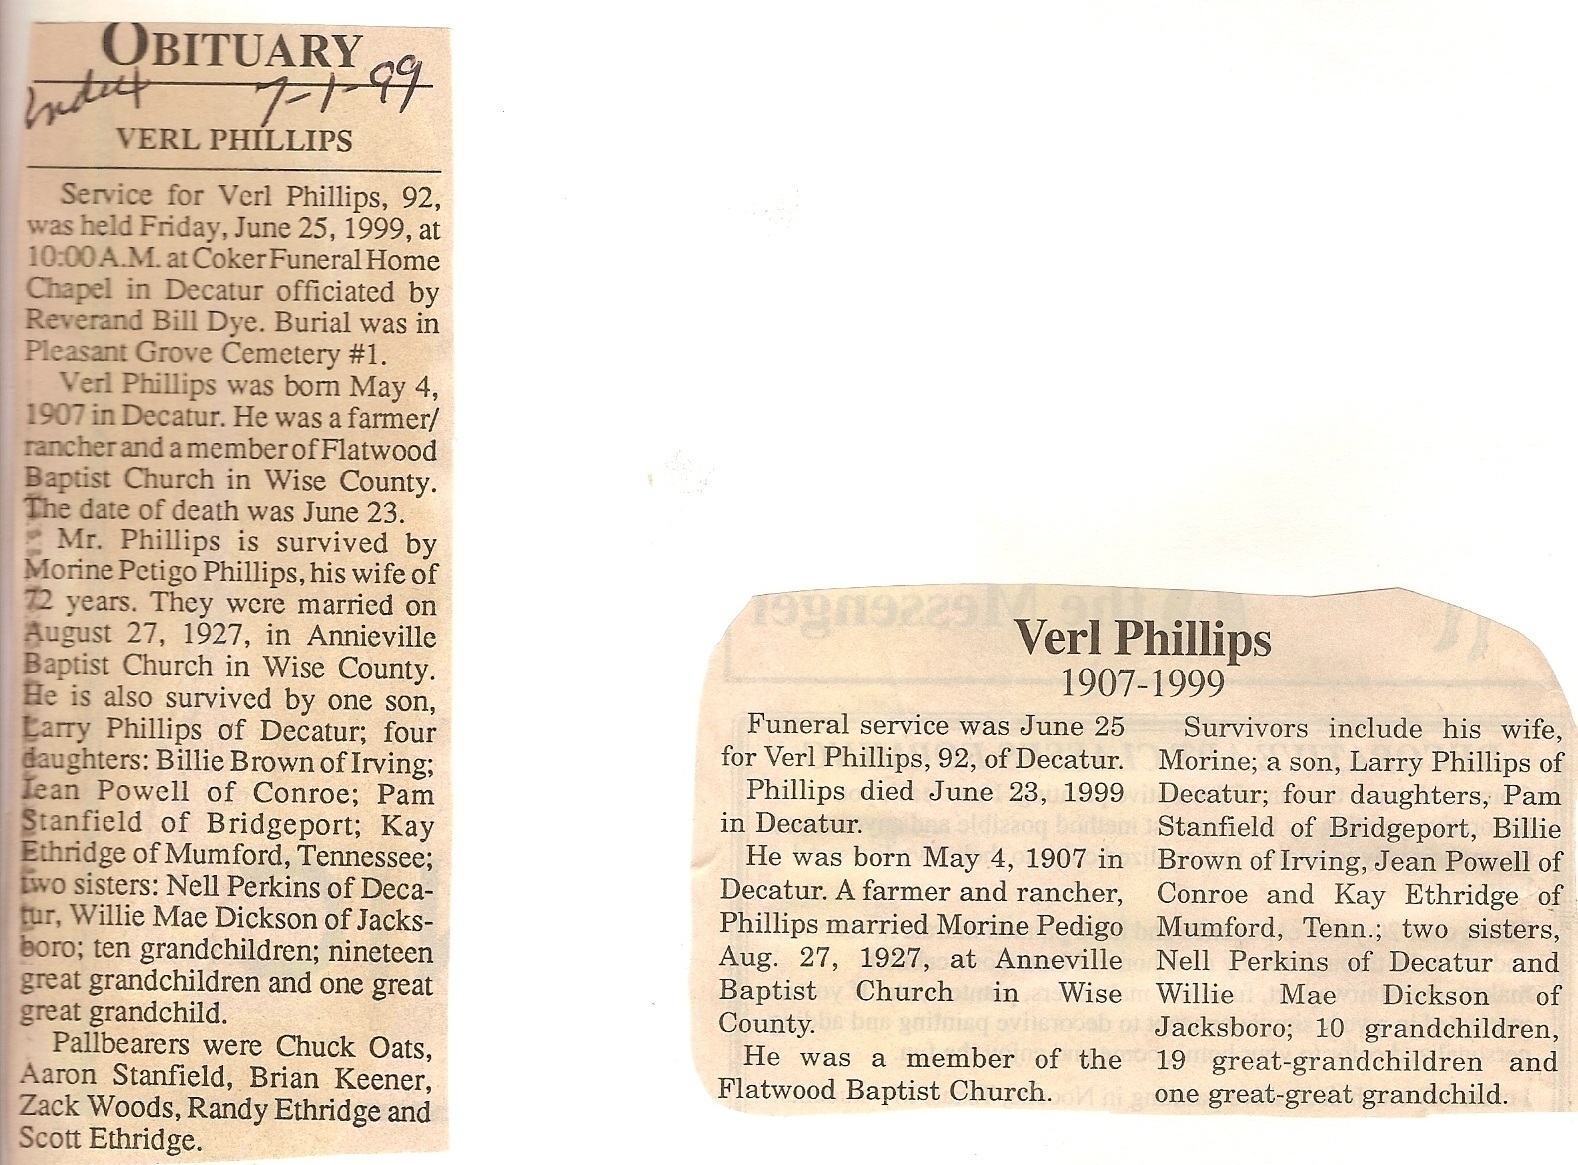 OBITUARY
Index 7-1-99
VERL PHILLIPS
Service for Verl Phillips, 92,
was held Friday, June 25, 1999, at
10:00 A.M. at Coker Funeral Home
Chapel in Decatur officiated by
Reverand Bill Dye. Burial was in
Pleasant Grove Cemetery #1.
Verl Phillips was born May 4,
1907 in Decatur. He was a farmer/
rancher and a member of Flatwood
Baptist Church in Wise County.
The date of death was June 23.
Mr. Phillips is survived by
Morine Petigo Phillips, his wife of
72 years. They were married on
August 27, 1927, in Annieville
Baptist Church in Wise County.
He is also survived by one son,
Larry Phillips of Decatur; four
daughters: Billie Brown of Irving;
Jean Powell of Conroe; Pam
Stanfield of Bridgeport; Kay
Ethridge of Mumford, Tennessee;
two sisters: Nell Perkins of Deca-
tur, Willie Mae Dickson of Jacks-
boro; ten grandchildren; nineteen
great grandchildren and one great
great grandchild.
Pallbearers were Chuck Oats,
Aaron Stanfield, Brian Keener,
Zack Woods, Randy Ethridge and
Scott Ethridge.
Verl Phillips
1907-1999
Funeral service was June 25
for Verl Phillips, 92, of Decatur.
Phillips died June 23, 1999
in Decatur.
He was born May 4, 1907 in
Decatur. A farmer and rancher,
Phillips married Morine Pedigo
Aug. 27, 1927, at Anneville
Baptist Church in Wise
County.
He was a member of the
Flatwood Baptist Church.
Survivors include his wife,
Morine; a son, Larry Phillips of
Decatur; four daughters, Pam
Stanfield of Bridgeport, Billie
Brown of Irving, Jean Powell of
Conroe and Kay Ethridge of
Mumford, Tenn.; two sisters,
Nell Perkins of Decatur and
Willie Mae Dickson of
Jacksboro; 10 grandchildren,
19 great-grandchildren and
one great-great grandchild.